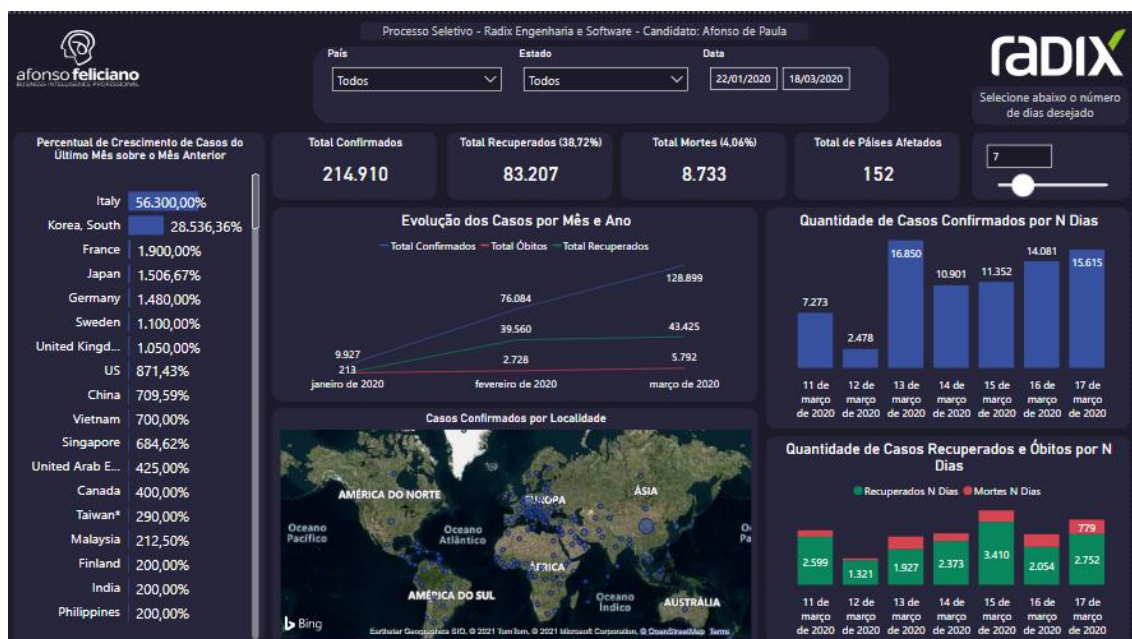 Processo Seletivo - Radix Engenharia e Software - Candidato: Afonso de Paula
afonsofeliciano
BUSINESS INTELLIGENCE PROFESSIONAL
País
Todos
Estado
Todos
Data
22/01/2020
18/03/2020
radix
Selecione abaixo o número
de dias desejado
7
Percentual de Crescimento de Casos do
Último Mês sobre o Mês Anterior
Italy 56.300,00%
Korea, South 28.536,36%
France 1.900,00%
Japan 1.506,67%
Germany 1.480,00%
Sweden 1.100,00%
United Kingd... 1.050,00%
US 871,43%
China 709,59%
Vietnam 700,00%
Singapore 684,62%
United Arab E... 425,00%
Canada 400,00%
Taiwan* 290,00%
Malaysia 212,50%
Finland 200,00%
India 200,00%
Philippines 200,00%
Total Confirmados
214.910
Total Recuperados (38,72%)
83.207
Total Mortes (4,06%)
8.733
Total de Páises Afetados
152
Evolução dos Casos por Mês e Ano
Total Confirmados Total Óbitos Total Recuperados
128.899
76.084
39.560
43.425
9.927
213
2.728
5.792
janeiro de 2020 fevereiro de 2020 março de 2020
Casos Confirmados por Localidade
AMÉRICA DO NORTE
EUROPA
ÁSIA
Oceano
Pacífico
Oceano
Atlântico
ÁFRICA
AMÉRICA DO SUL
Oceano
Índico
AUSTRÁLIA
Bing
Earthstar Geographics SIO, © 2021 TomTom, © 2021 Microsoft Corporation, © OpenStreetMap Terms
Quantidade de Casos Confirmados por N Dias
7.273
2.478
16.850
10.901
11.352
14.081
15.615
11 de 12 de 13 de 14 de 15 de 16 de 17 de
março março março março março março março
de 2020 de 2020 de 2020 de 2020 de 2020 de 2020 de 2020
Quantidade de Casos Recuperados e Óbitos por N
Dias
Recuperados N Dias Mortes N Dias
779
2.599
1.321
1.927
2.373
3.410
2.054
2.752
11 de 12 de 13 de 14 de 15 de 16 de 17 de
março março março março março março março
de 2020 de 2020 de 2020 de 2020 de 2020 de 2020 de 2020